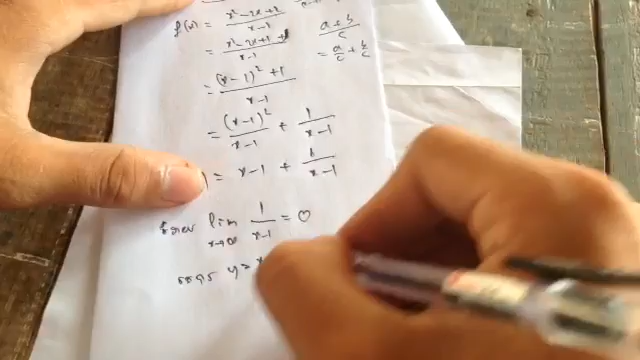 f(x) = x²-2x+2 / x-1
a+b / c
= x²-2x+1+1 / x-1
= a/c + b/c
= (x-1)²+1 / x-1
= (x-1)² / x-1 + 1 / x-1
= x-1 + 1 / x-1
lim x→∞ 1 / x-1 = 0
y =